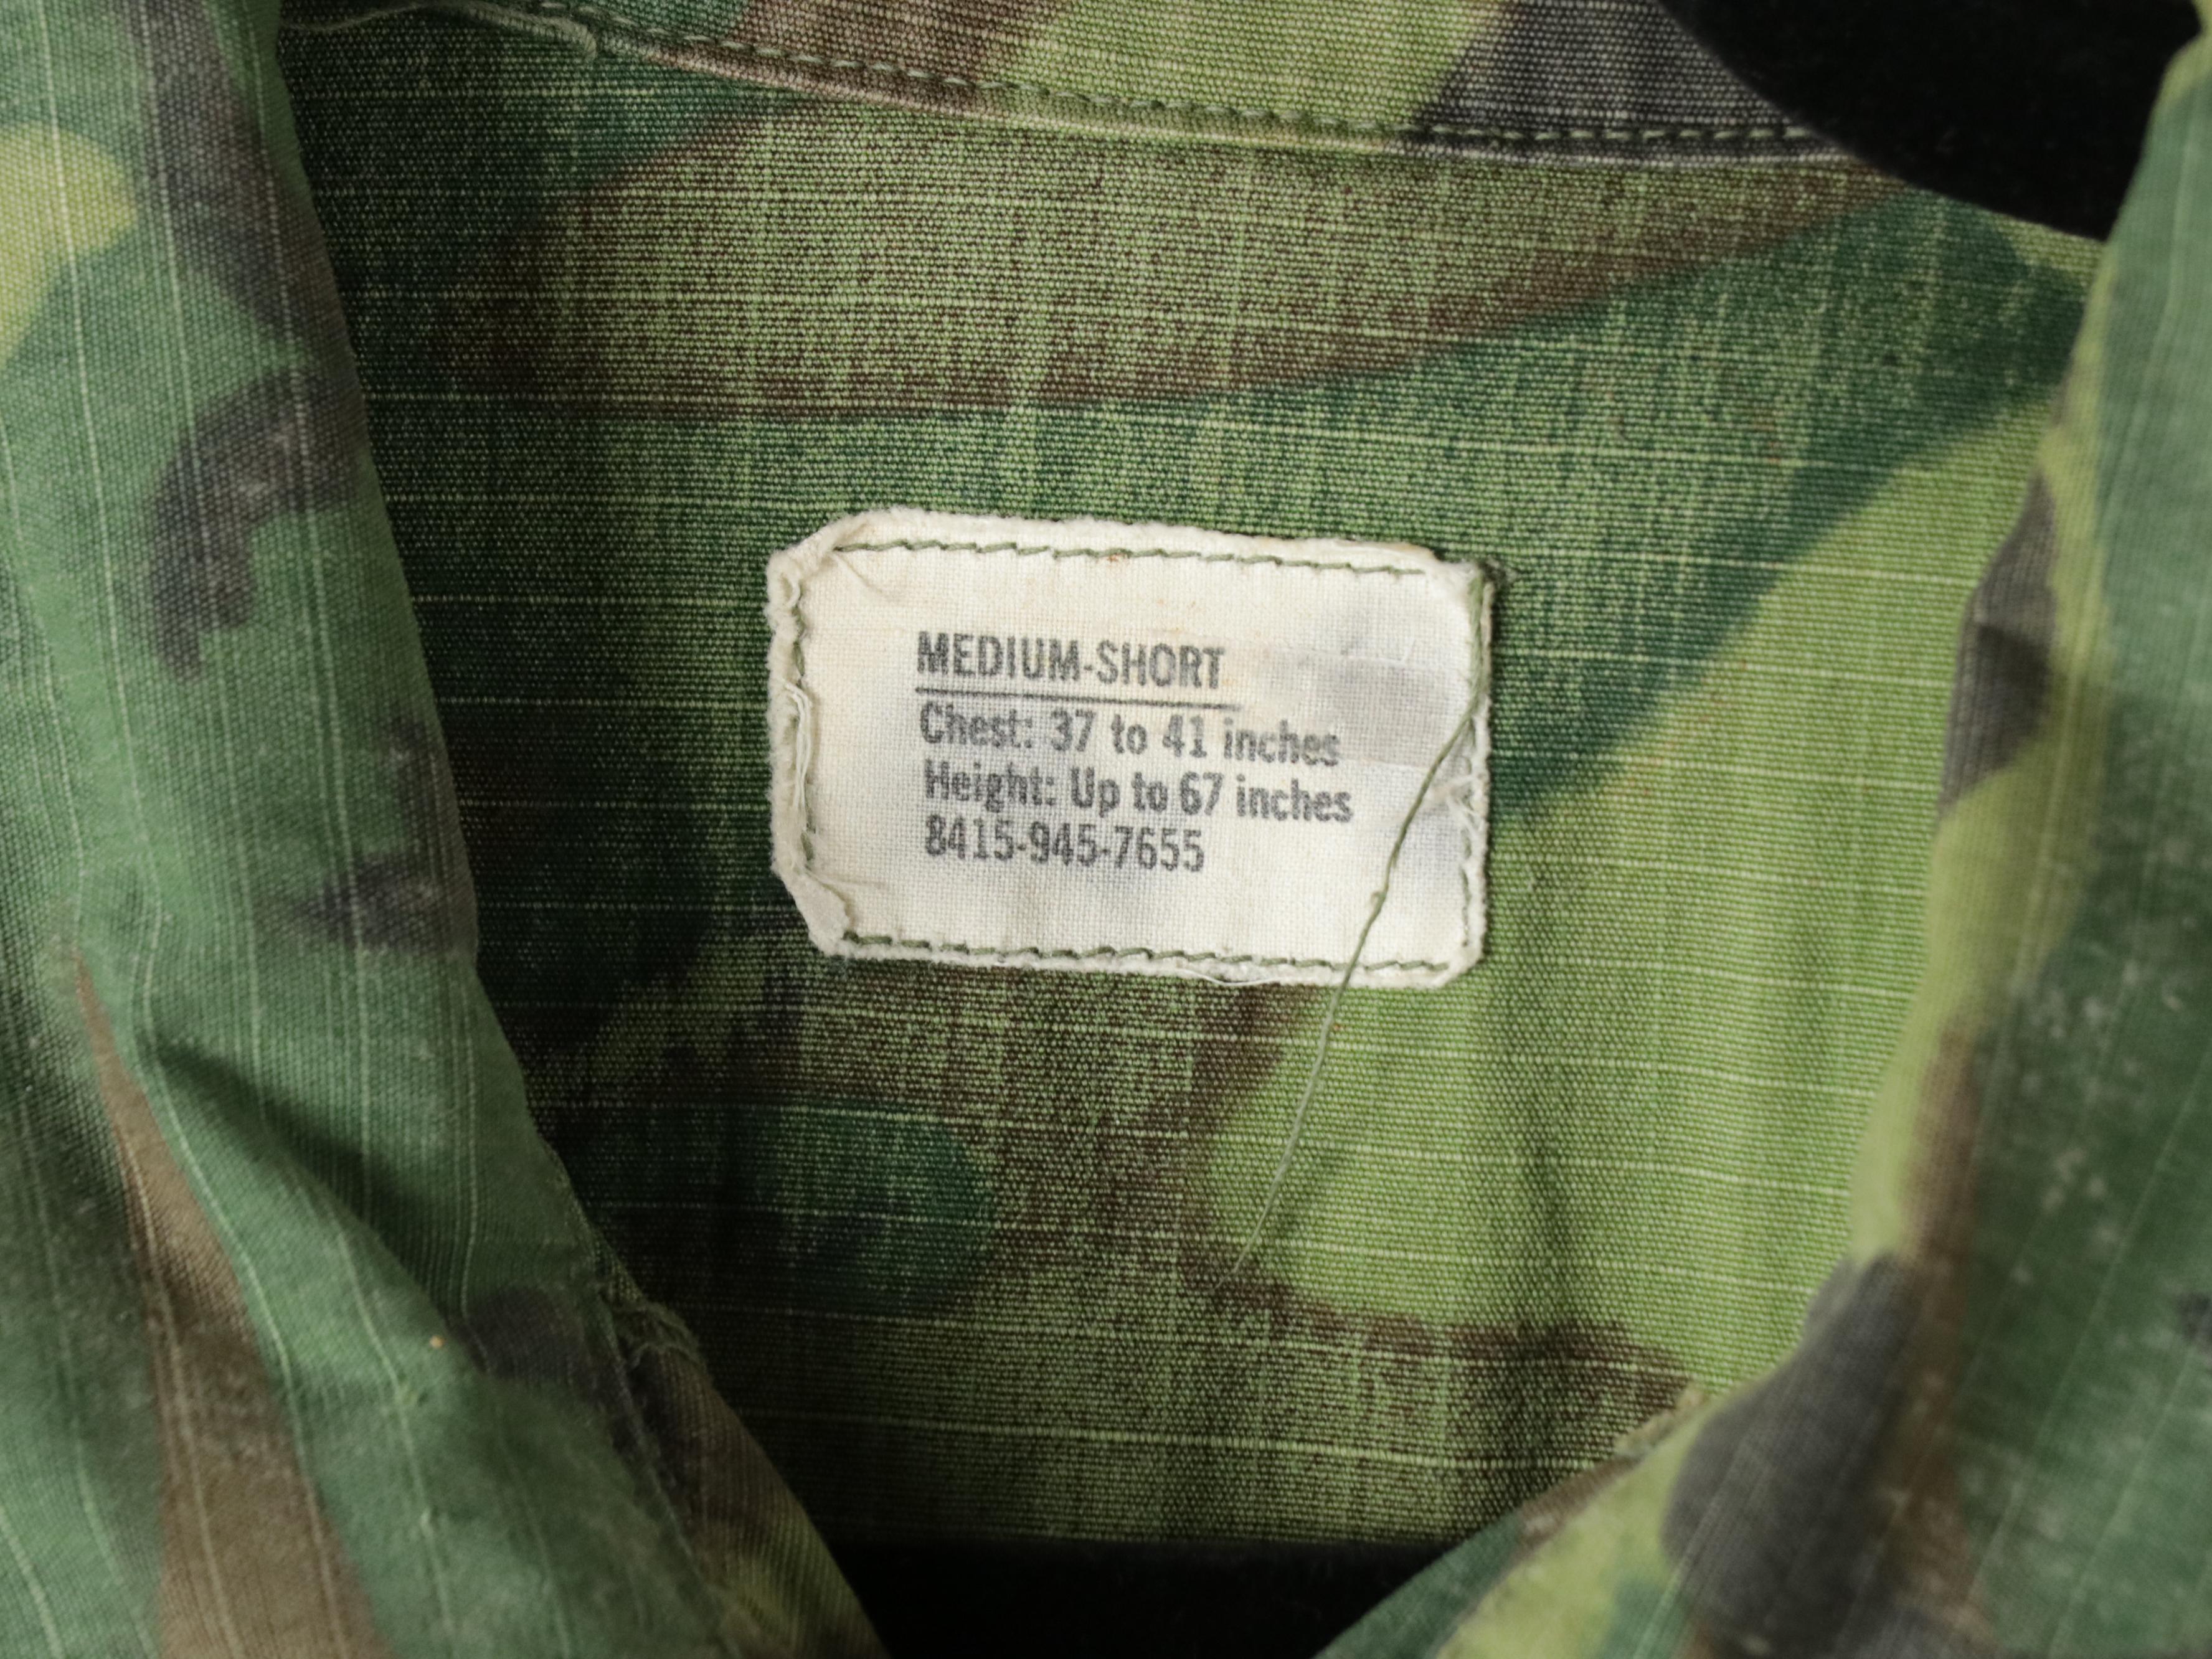 MEDIUM-SHORT
Chest: 37 to 41 inches
Height: Up to 67 inches
8415-945-7655